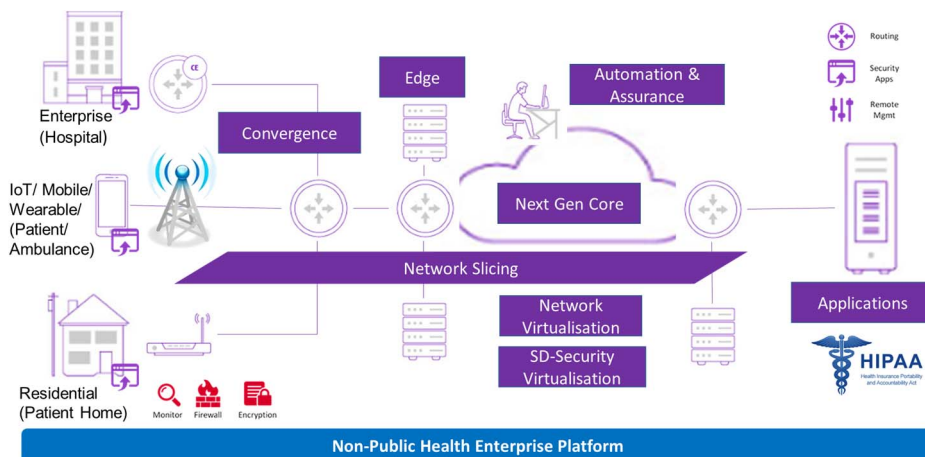 Enterprise
(Hospital)
α
Convergence
Edge
Automation &
Assurance
Routing
Security
Apps
Remote
Mgmt
IoT/ Mobile/
Wearable/
(Patient/
Ambulance)
Next Gen Core
Network Slicing
Network
Virtualisation
SD-Security
Virtualisation
Applications
HIPAA
Health Insurance Portability
and Accountability Act
Residential
(Patient Home)
Monitor
Firewall
Encryption
Non-Public Health Enterprise Platform